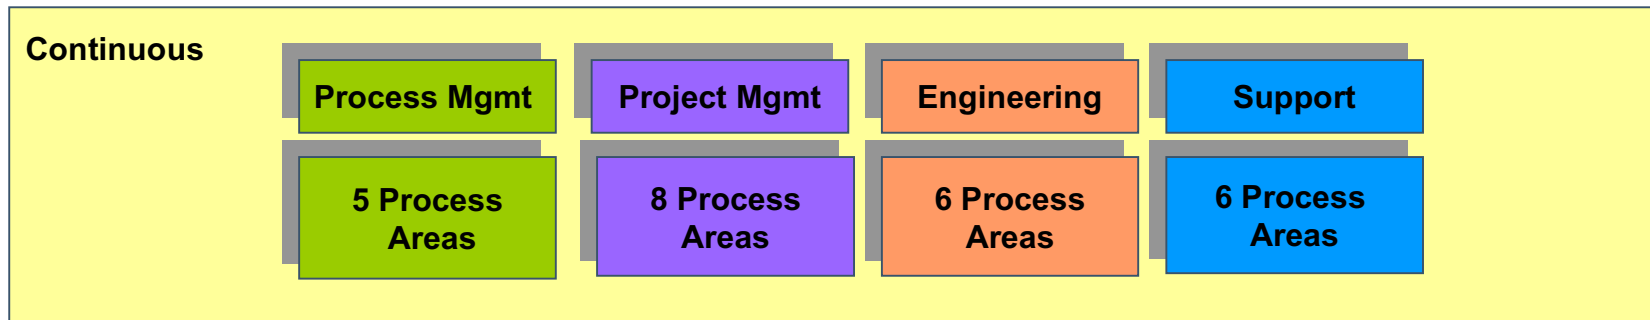 Continuous
Process Mgmt
Project Mgmt
Engineering
Support
5 Process
Areas
8 Process
Areas
6 Process
Areas
6 Process
Areas